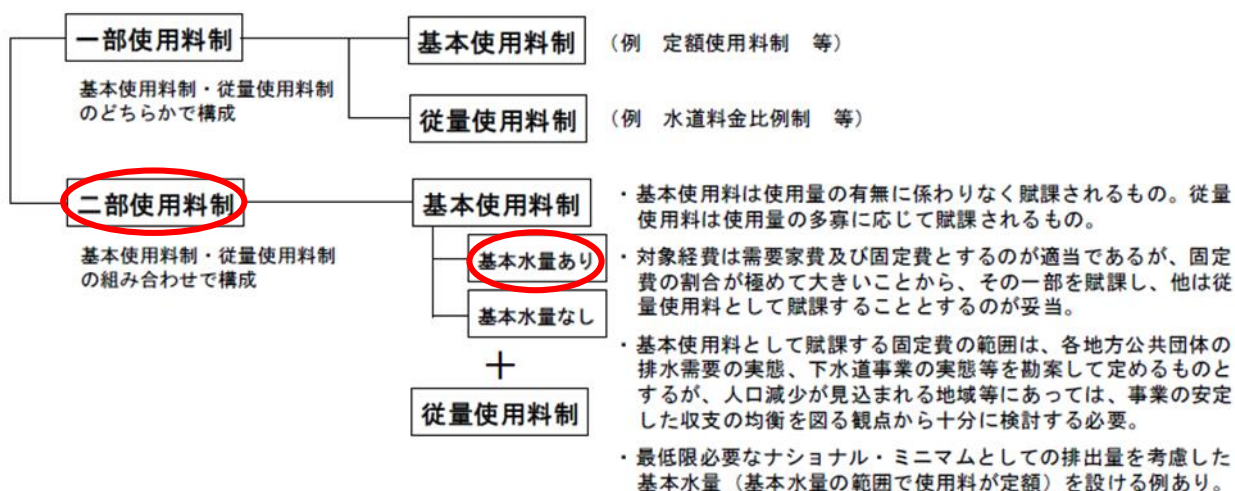 一部使用料制
基本使用料制・従量使用料制
のどちらかで構成
基本使用料制
（例　定額使用料制　等）
従量使用料制
（例　水道料金比例制　等）
二部使用料制
基本使用料制・従量使用料制
の組み合わせで構成
基本使用料制
基本水量あり
基本水量なし
＋
従量使用料制
・基本使用料は使用量の有無に係わりなく賦課されるもの。従量
使用料は使用量の多寡に応じて賦課されるもの。
・対象経費は需要家費及び固定費とするのが適当であるが、固定
費の割合が極めて大きいことから、その一部を賦課し、他は従
量使用料として賦課することとするのが妥当。
・基本使用料として賦課する固定費の範囲は、各地方公共団体の
排水需要の実態、下水道事業の実態等を勘案して定めるものと
するが、人口減少が見込まれる地域等にあっては、事業の安定
した収支の均衡を図る観点から十分に検討する必要。
・最低限必要なナショナル・ミニマムとしての排出量を考慮した
基本水量（基本水量の範囲で使用料が定額）を設ける例あり。